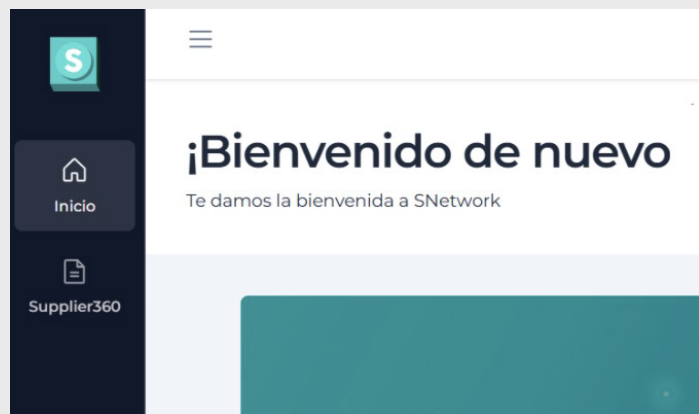 S
¡Bienvenido de nuevo
Te damos la bienvenida a SNetwork
Inicio
Supplier360